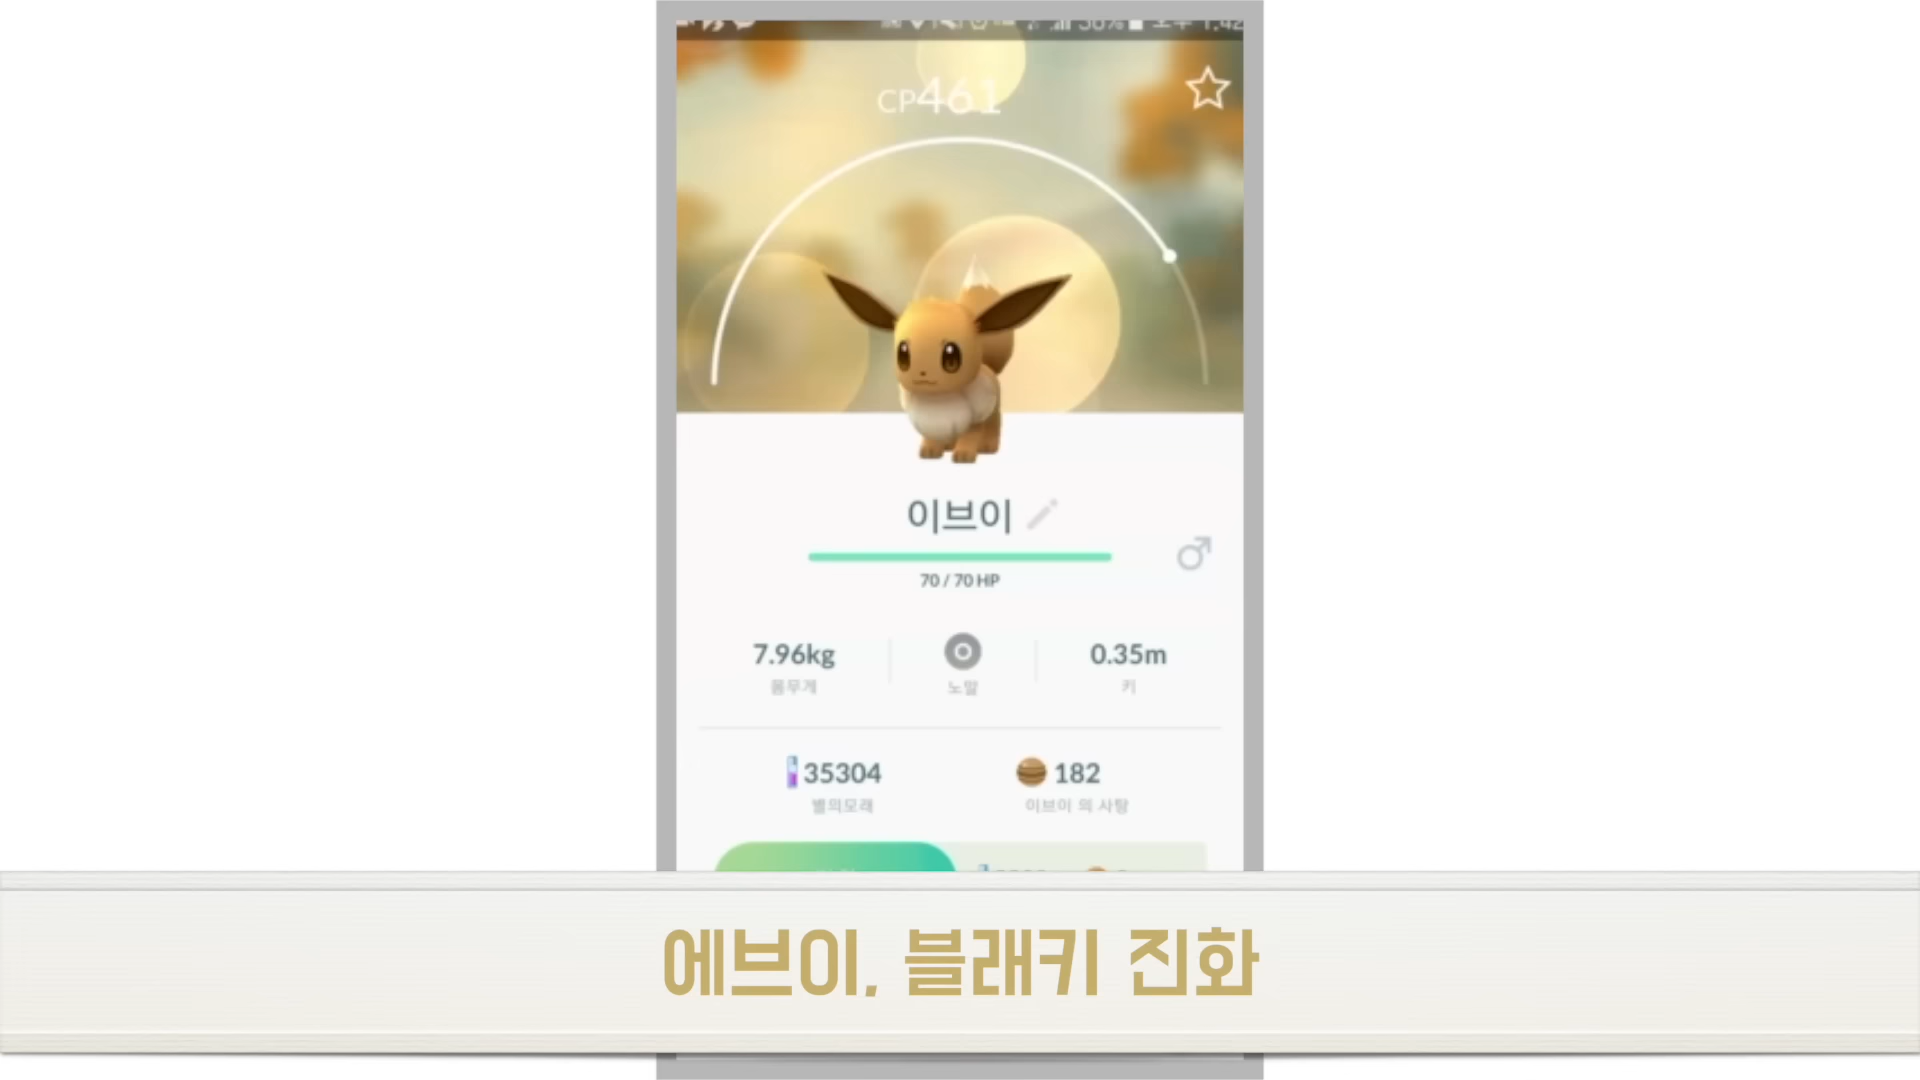 CP461
이브이
70 / 70 HP
7.96kg
노말
0.35m
몸무게
키
35304
182
별의모래
이브이 의 사탕
에브이, 블래키 진화